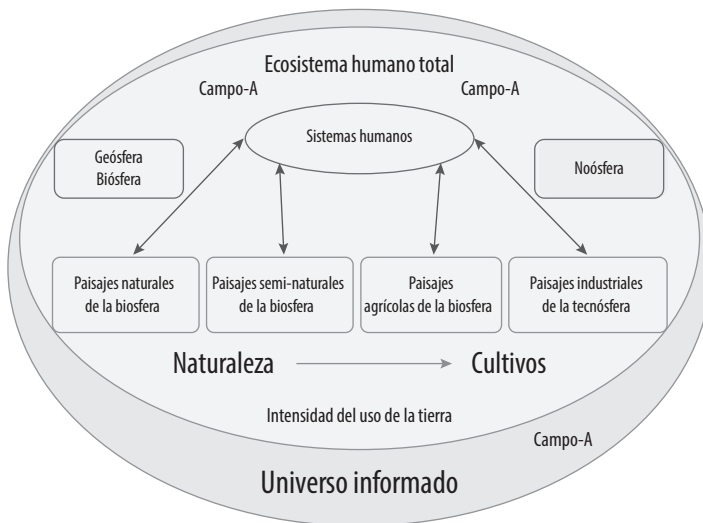 Ecosistema humano total
Campo-A
Campo-A
Sistemas humanos
Geósfera
Biósfera
Noósfera
Paisajes naturales
de la biosfera
Paisajes semi-naturales
de la biosfera
Paisajes
agrícolas de la biosfera
Paisajes industriales
de la tecnósfera
Naturaleza
Cultivos
Intensidad del uso de la tierra
Campo-A
Universo informado